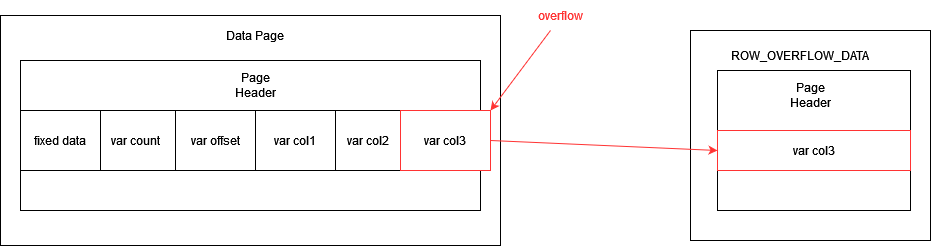 overflow
Data Page
Page
Header
fixed data
var count
var offset
var col1
var col2
var col3
ROW_OVERFLOW_DATA
Page
Header
var col3